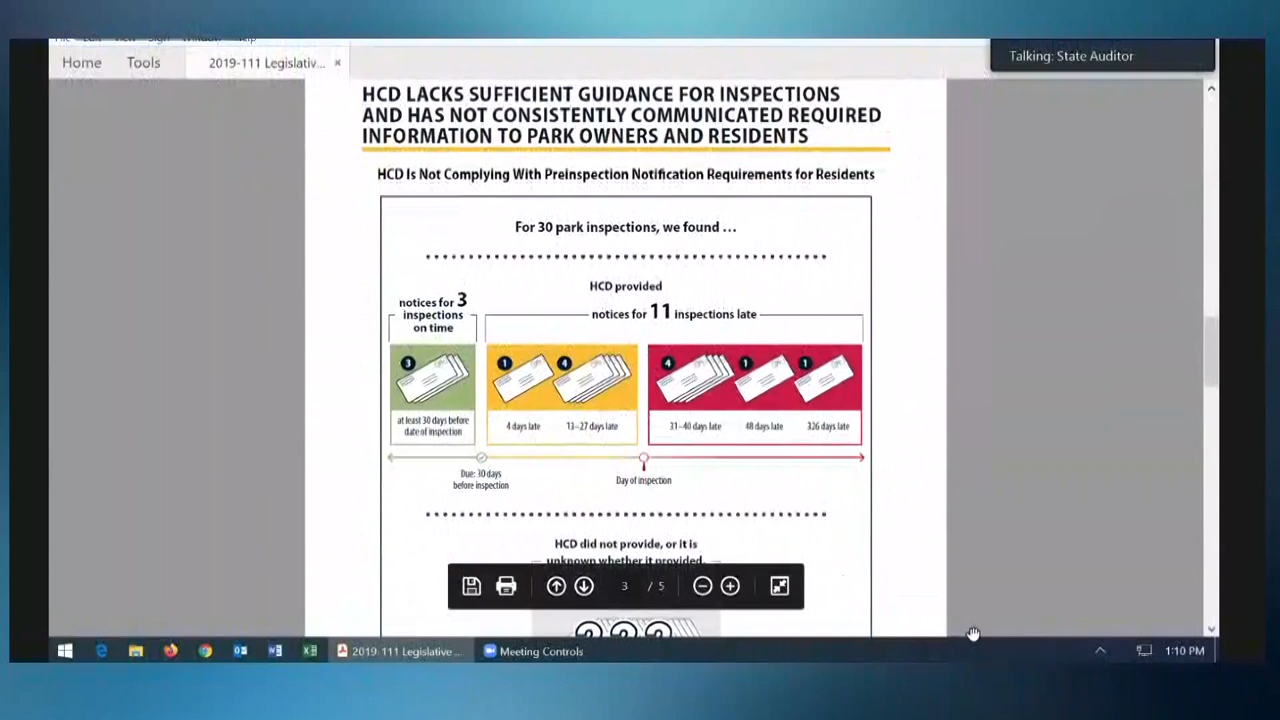 Home
Tools
2019-111 Legislativ...
×
Talking: State Auditor
HCD LACKS SUFFICIENT GUIDANCE FOR INSPECTIONS
AND HAS NOT CONSISTENTLY COMMUNICATED REQUIRED
INFORMATION TO PARK OWNERS AND RESIDENTS
HCD Is Not Complying With Preinspection Notification Requirements for Residents
For 30 park inspections, we found …
HCD provided
notices for 3
inspections
on time
notices for 11 inspections late
3
1
4
4
1
1
at least 30 days before
date of inspection
4 days late
13–27 days late
31–40 days late
48 days late
326 days late
Due: 30 days
before inspection
Day of inspection
HCD did not provide, or it is
unknown whether it provided,
3 / 5
2019-111 Legislative ...
Meeting Controls
1:10 PM